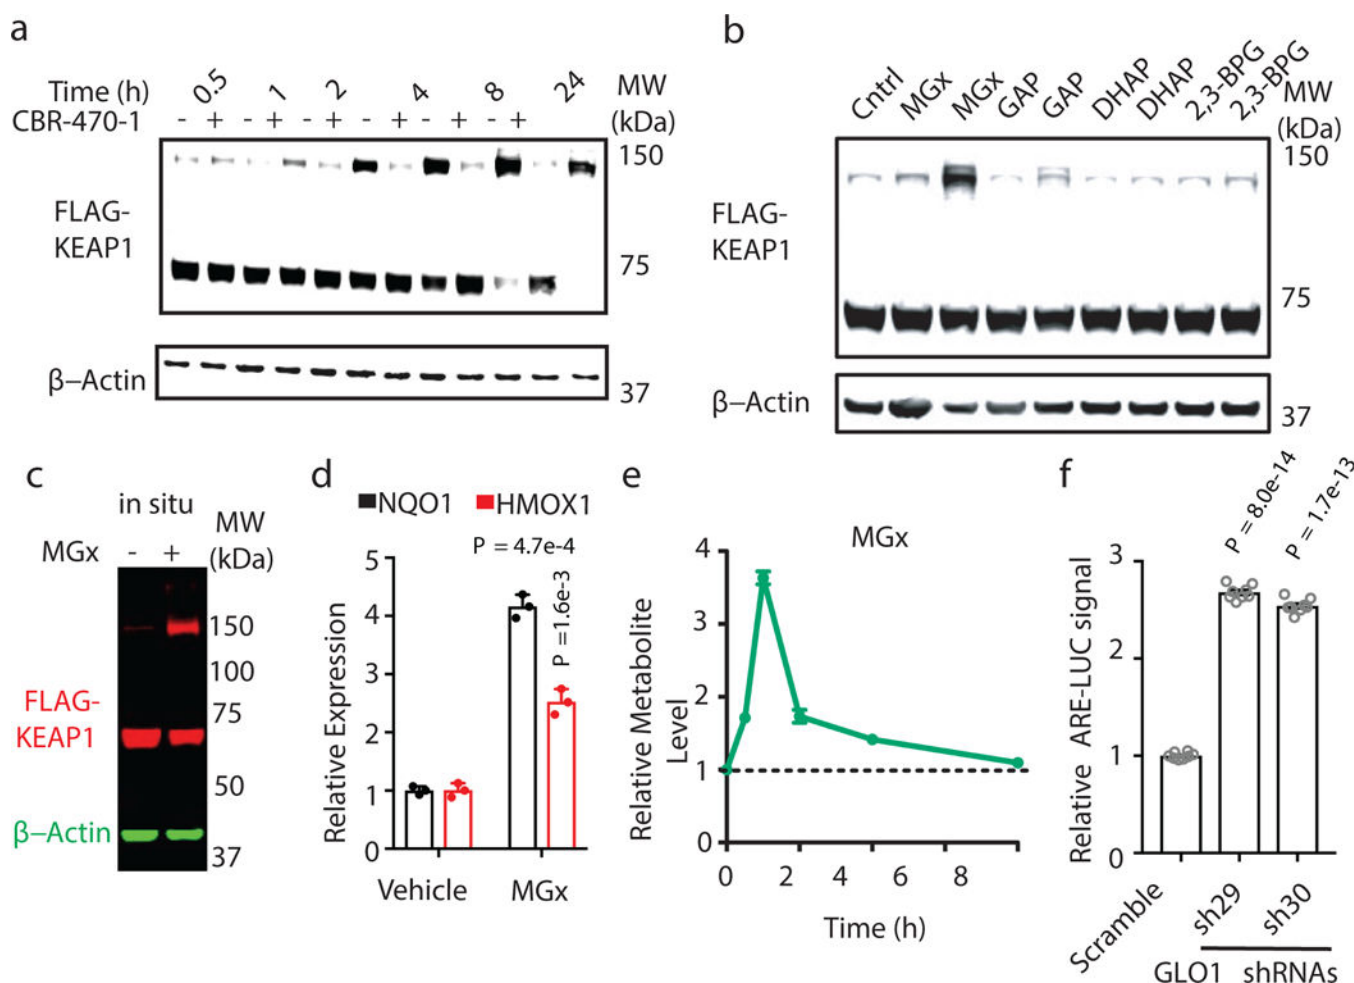 a
Time (h) 0.5 1 2 4 8 24 MW
CBR-470-1 - + - + - + - + - + - + (kDa)
150
FLAG-
KEAP1
75
β–Actin
37
b
Cntrl MGx MGx GAP GAP DHAP DHAP 2,3-BPG 2,3-BPG MW
(kDa)
150
FLAG-
KEAP1
75
β–Actin
37
c
in situ
MW
MGx - + (kDa)
150
100
75
FLAG-
KEAP1
50
β–Actin
37
d
NQO1 HMOX1
P = 4.7e-4
P =1.6e-3
Relative Expression
5
4
3
2
1
0
Vehicle MGx
e
MGx
Relative Metabolite
Level
4
3
2
1
0
0 2 4 6 8
Time (h)
f
P = 8.0e-14
P = 1.7e-13
Relative ARE-LUC signal
3
2
1
0
Scramble sh29 sh30
GLO1 shRNAs